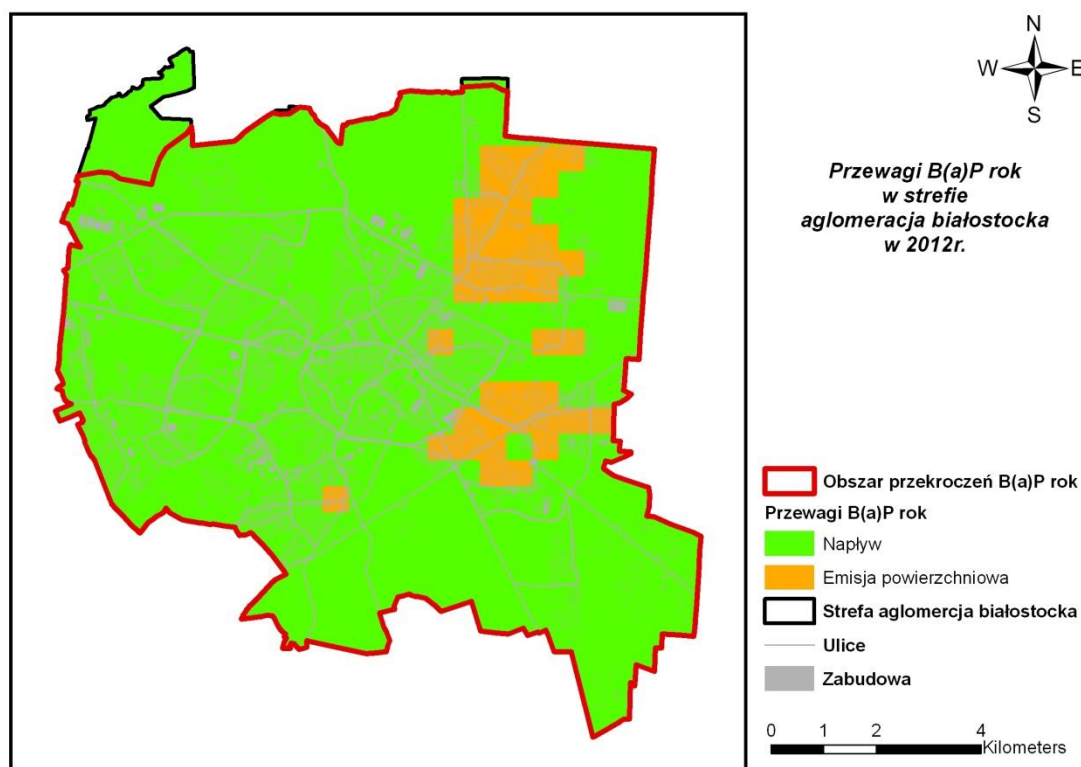 N
W E
S
Przewagi B(a)P rok
w strefie
aglomeracja białostocka
w 2012r.
Obszar przekroczeń B(a)P rok
Przewagi B(a)P rok
Napływ
Emisja powierzchniowa
Strefa aglomercja białostocka
Ulice
Zabudowa
0 1 2 4
Kilometers